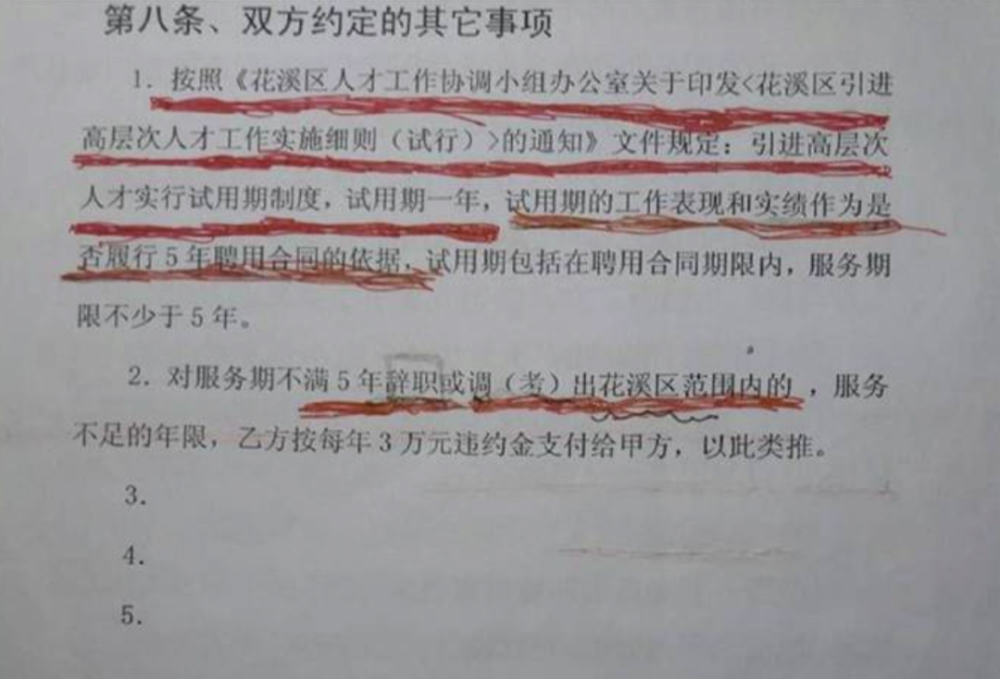 第八条、双方约定的其它事项
1. 按照《花溪区人才工作协调小组办公室关于印发<花溪区引进
高层次人才工作实施细则（试行）>的通知》文件规定：引进高层次
人才实行试用期制度，试用期一年，试用期的工作表现和实绩作为是
否履行5年聘用合同的依据，试用期包括在聘用合同期限内，服务期
限不少于5年。
2. 对服务期不满5年辞职或调（考）出花溪区范围内的，服务
不足的年限，乙方按每年3万元违约金支付给甲方，以此类推。
3.
4.
5.